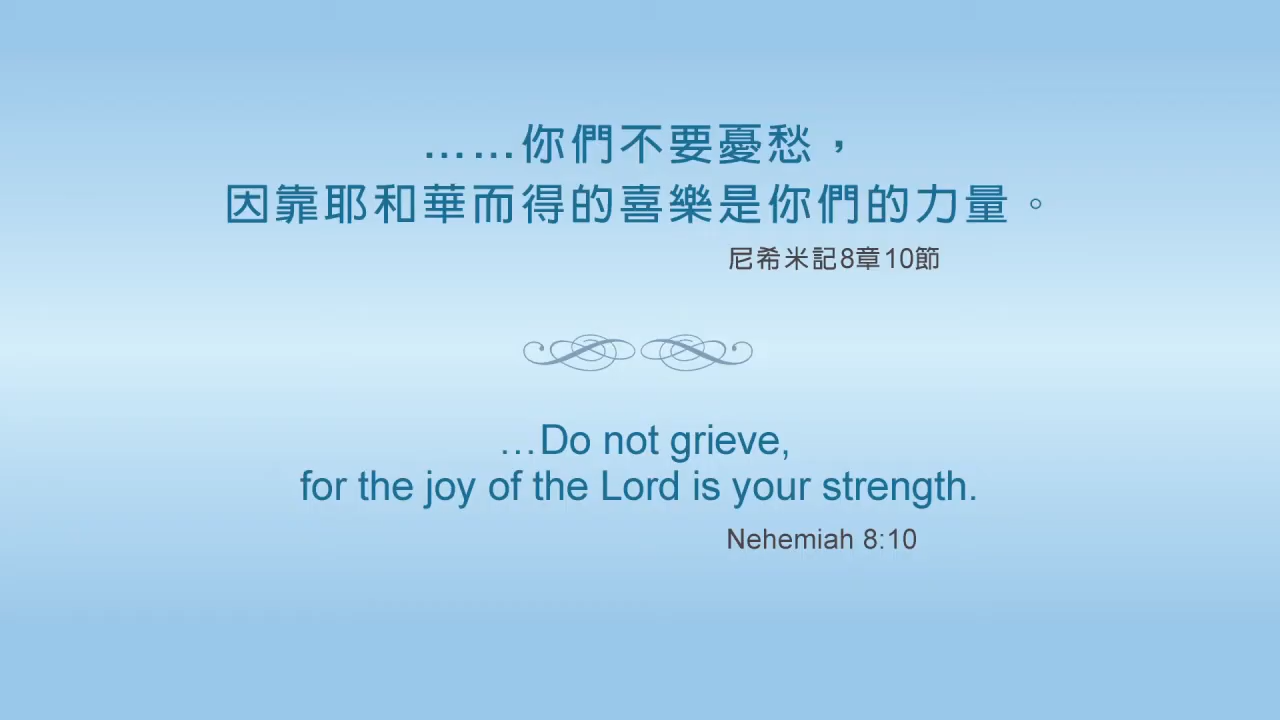 ……你們不要憂愁，
因靠耶和華而得的喜樂是你們的力量。
尼希米記8章10節
…Do not grieve,
for the joy of the Lord is your strength.
Nehemiah 8:10